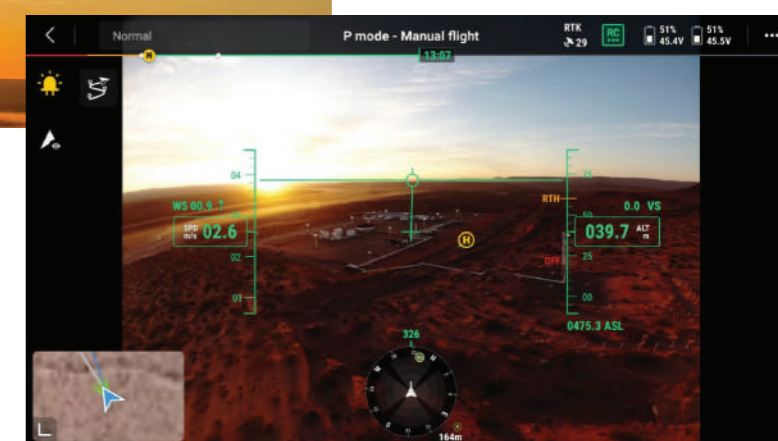 Normal
P mode - Manual flight
RTK
29
RC
51%
45.4V
51%
45.5V
H
13:07
04
WS 00.9 ↑
SPD
m/s
02.6
02
01
H
75
RTH
50
0.0 VS
039.7 ALT
m
OFF
25
00
0475.3 ASL
326
164m